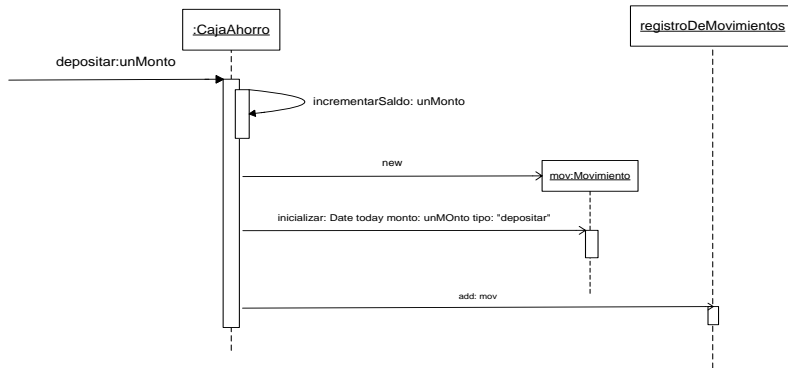 :CajaAhorro
registroDeMovimientos
depositar:unMonto
incrementarSaldo: unMonto
new
mov:Movimiento
inicializar: Date today monto: unMOnto tipo: "depositar"
add: mov